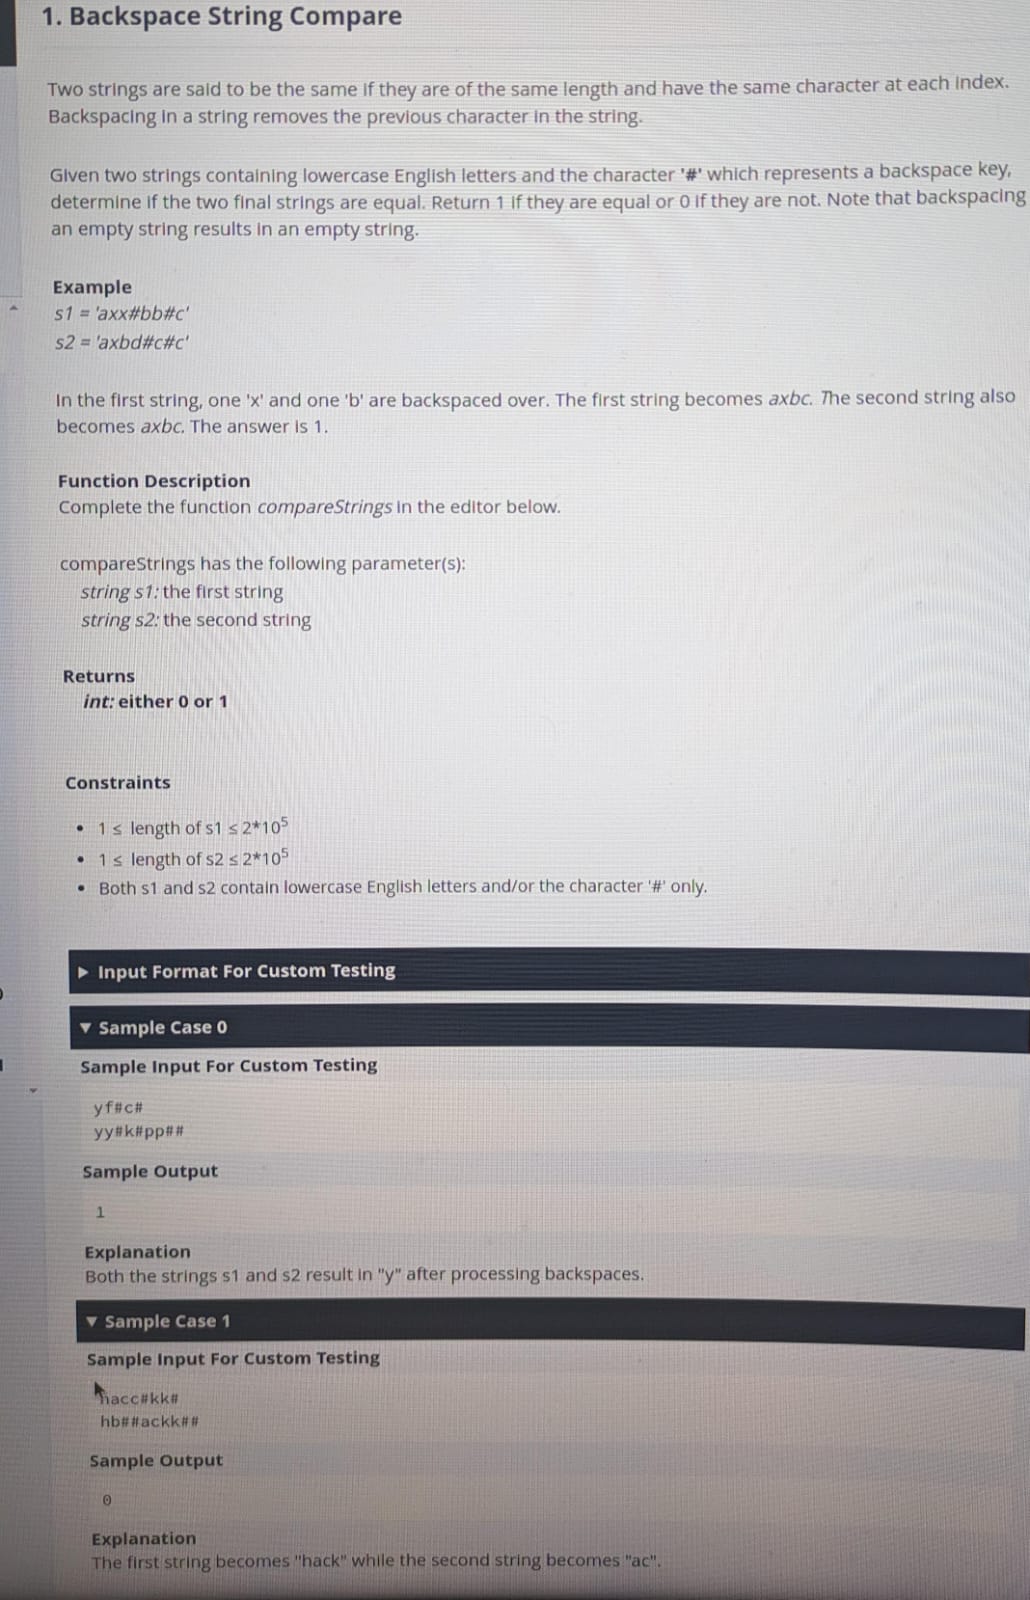 1. Backspace String Compare
Two strings are said to be the same if they are of the same length and have the same character at each index.
Backspacing in a string removes the previous character in the string.
Given two strings containing lowercase English letters and the character '#' which represents a backspace key,
determine if the two final strings are equal. Return 1 if they are equal or 0 if they are not. Note that backspacing
an empty string results in an empty string.
Example
s1 = 'axx#bb#c'
s2 = 'axbd#c#c'
In the first string, one 'x' and one 'b' are backspaced over. The first string becomes axbc. The second string also
becomes axbc. The answer is 1.
Function Description
Complete the function compareStrings in the editor below.
compareStrings has the following parameter(s):
string s1: the first string
string s2: the second string
Returns
int: either 0 or 1
Constraints
• 1 ≤ length of s1 ≤ 2*10⁵
• 1 ≤ length of s2 ≤ 2*10⁵
• Both s1 and s2 contain lowercase English letters and/or the character '#' only.
▶ Input Format For Custom Testing
▼ Sample Case 0
Sample Input For Custom Testing
yf#c#
yy#k#pp##
Sample Output
1
Explanation
Both the strings s1 and s2 result in "y" after processing backspaces.
▼ Sample Case 1
Sample Input For Custom Testing
hacc#kk#
hb##ackk##
Sample Output
0
Explanation
The first string becomes "hack" while the second string becomes "ac".